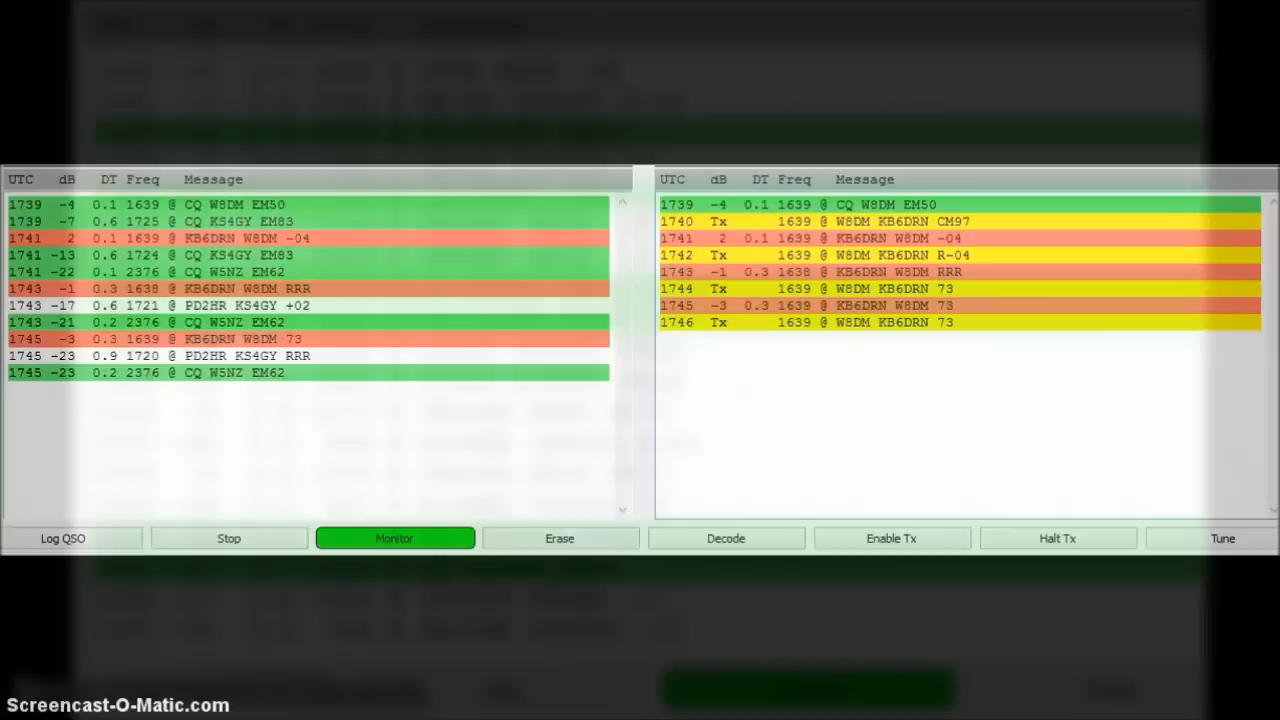 UTC dB DT Freq Message
1739 -4 0.1 1639 @ CQ W8DM EM50
1739 -7 0.6 1725 @ CQ KS4GY EM83
1741 2 0.1 1639 @ KB6DRN W8DM -04
1741 -13 0.6 1724 @ CQ KS4GY EM83
1741 -22 0.1 2376 @ CQ W5NZ EM62
1743 -1 0.3 1638 @ KB6DRN W8DM RRR
1743 -17 0.6 1721 @ PD2HR KS4GY +02
1743 -21 0.2 2376 @ CQ W5NZ EM62
1745 -3 0.3 1639 @ KB6DRN W8DM 73
1745 -23 0.9 1720 @ PD2HR KS4GY RRR
1745 -23 0.2 2376 @ CQ W5NZ EM62
UTC dB DT Freq Message
1739 -4 0.1 1639 @ CQ W8DM EM50
1740 Tx 1639 @ W8DM KB6DRN CM97
1741 2 0.1 1639 @ KB6DRN W8DM -04
1742 Tx 1639 @ W8DM KB6DRN R-04
1743 -1 0.3 1638 @ KB6DRN W8DM RRR
1744 Tx 1639 @ W8DM KB6DRN 73
1745 -3 0.3 1639 @ KB6DRN W8DM 73
1746 Tx 1639 @ W8DM KB6DRN 73
Log QSO Stop Monitor Erase Decode Enable Tx Halt Tx Tune
Screencast-O-Matic.com